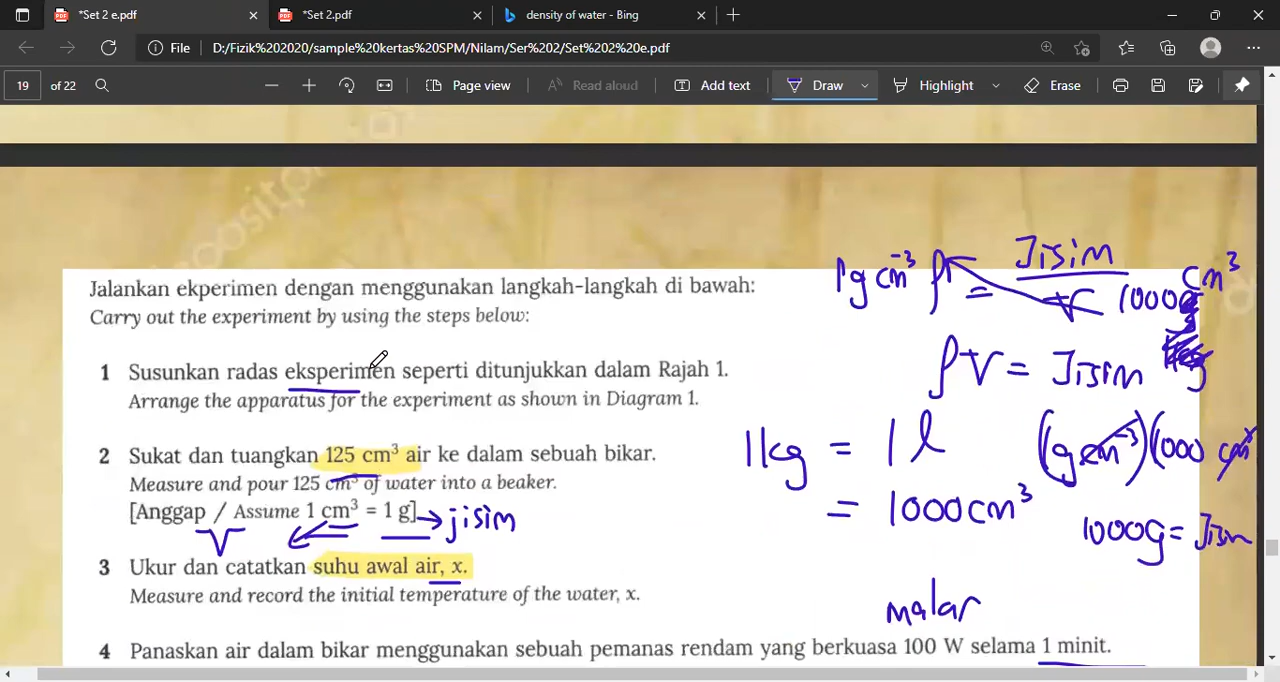 *Set 2 e.pdf
*Set 2.pdf
density of water - Bing
File
D:/Fizik%202020/sample%20kertas%20SPM/Nilam/Ser%202/Set%202%20e.pdf
19 of 22
Page view
Read aloud
Add text
Draw
Highlight
Erase
Jalankan ekperimen dengan menggunakan langkah-langkah di bawah:
Carry out the experiment by using the steps below:
1 Susunkan radas eksperimen seperti ditunjukkan dalam Rajah 1.
Arrange the apparatus for the experiment as shown in Diagram 1.
2 Sukat dan tuangkan 125 cm³ air ke dalam sebuah bikar.
Measure and pour 125 cm³ of water into a beaker.
[Anggap / Assume 1 cm³ = 1 g] → jisim
V
3 Ukur dan catatkan suhu awal air, x.
Measure and record the initial temperature of the water, x.
4 Panaskan air dalam bikar menggunakan sebuah pemanas rendam yang berkuasa 100 W selama 1 minit.
1g cm⁻³ ρ = Jisim
V 1000 cm³
ρV = Jisim
1kg = 1 l
= 1000cm³
(g cm⁻³)(1000 cm³
1000g = Jisim
malar